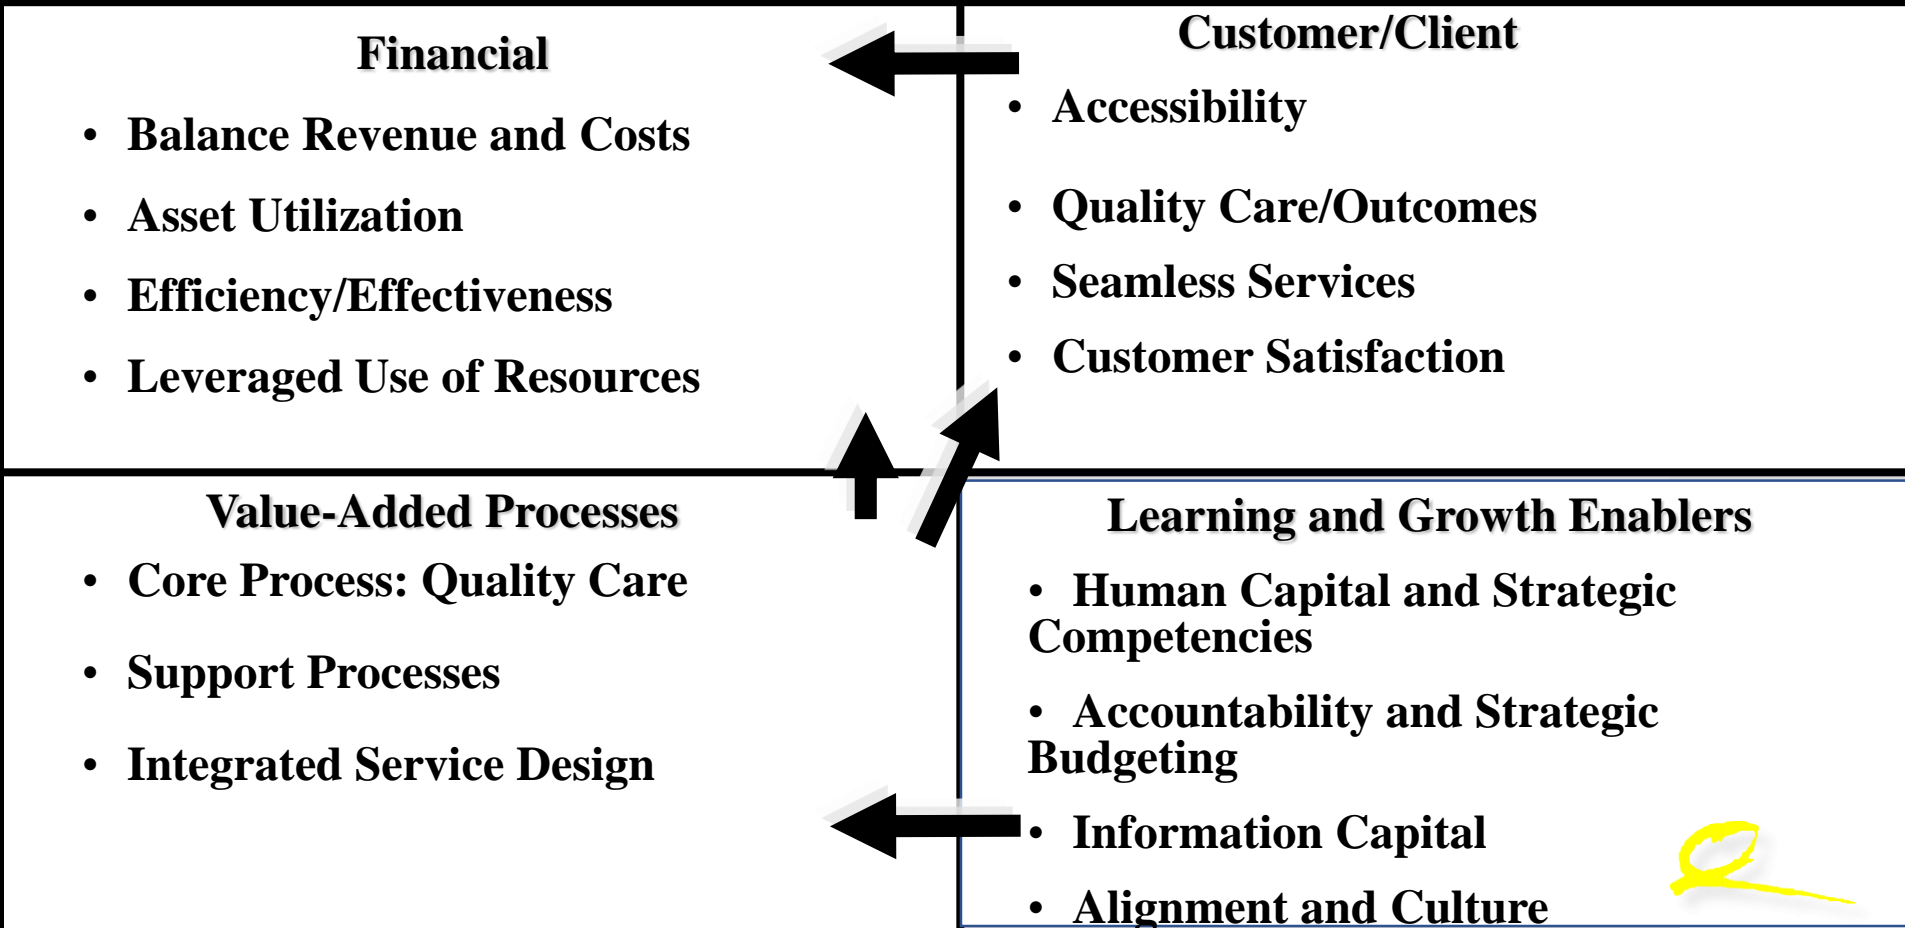 Financial
• Balance Revenue and Costs
• Asset Utilization
• Efficiency/Effectiveness
• Leveraged Use of Resources
Customer/Client
• Accessibility
• Quality Care/Outcomes
• Seamless Services
• Customer Satisfaction
Value-Added Processes
• Core Process: Quality Care
• Support Processes
• Integrated Service Design
Learning and Growth Enablers
• Human Capital and Strategic
Competencies
• Accountability and Strategic
Budgeting
• Information Capital
• Alignment and Culture